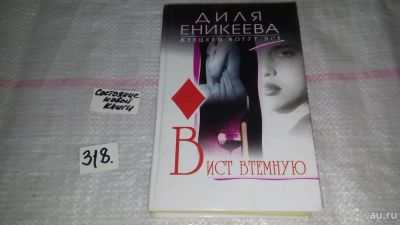 ДИЛЯ
ЕНИКЕЕВА
ЖЕНЩИНЫ МОГУТ ВСЕ
ВИСТ ВТЕМНУЮ
Состояние
новой
книги
318.
au.ru